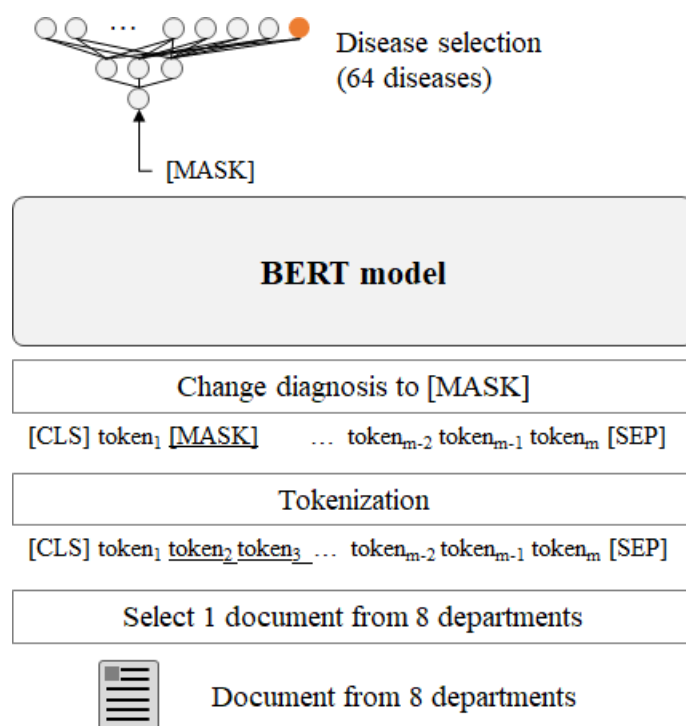 ... Disease selection
(64 diseases)
[MASK]
BERT model
Change diagnosis to [MASK]
[CLS] token1 [MASK] ... tokenm-2 tokenm-1 tokenm [SEP]
Tokenization
[CLS] token1 token2 token3 ... tokenm-2 tokenm-1 tokenm [SEP]
Select 1 document from 8 departments
Document from 8 departments